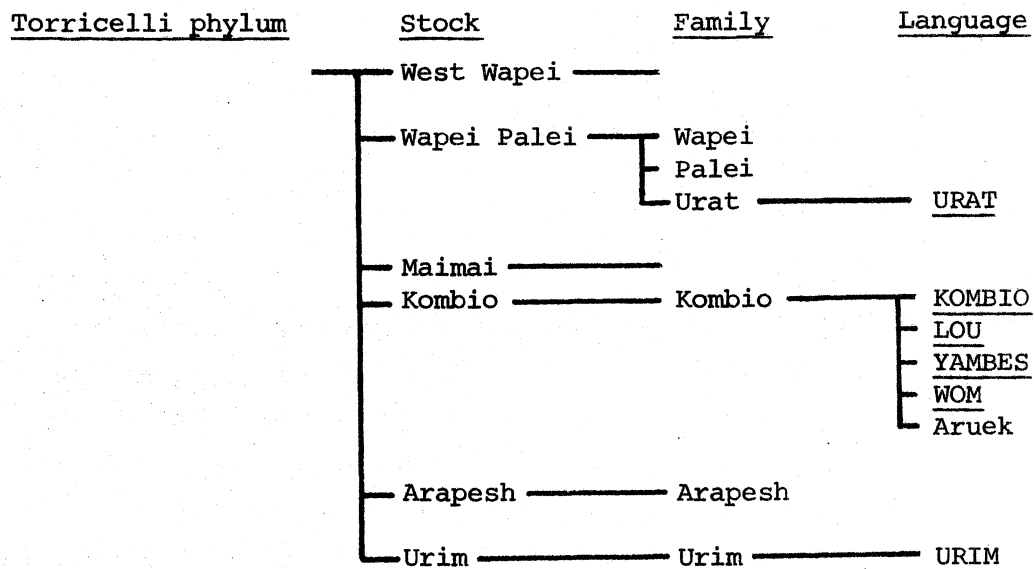 Torricelli phylum Stock Family Language
West Wapei
Wapei Palei Wapei
Palei
Urat URAT
Maimai
Kombio Kombio KOMBIO
LOU
YAMBES
WOM
Aruek
Arapesh Arapesh
Urim Urim URIM